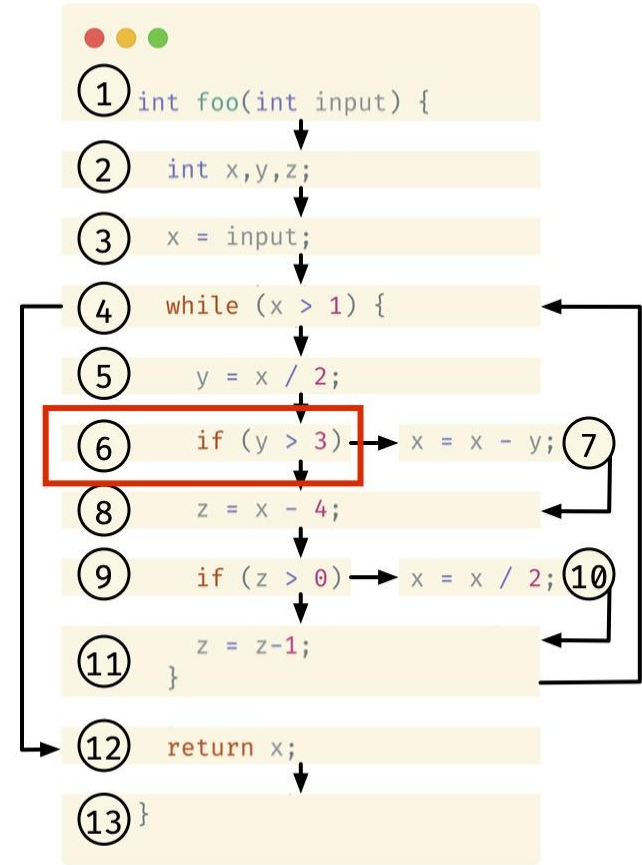 1 int foo(int input) {
2 int x,y,z;
3 x = input;
4 while (x > 1) {
5 y = x / 2;
6 if (y > 3) x = x - y; 7
8 z = x - 4;
9 if (z > 0) x = x / 2; 10
z = z-1;
11 }
12 return x;
13 }